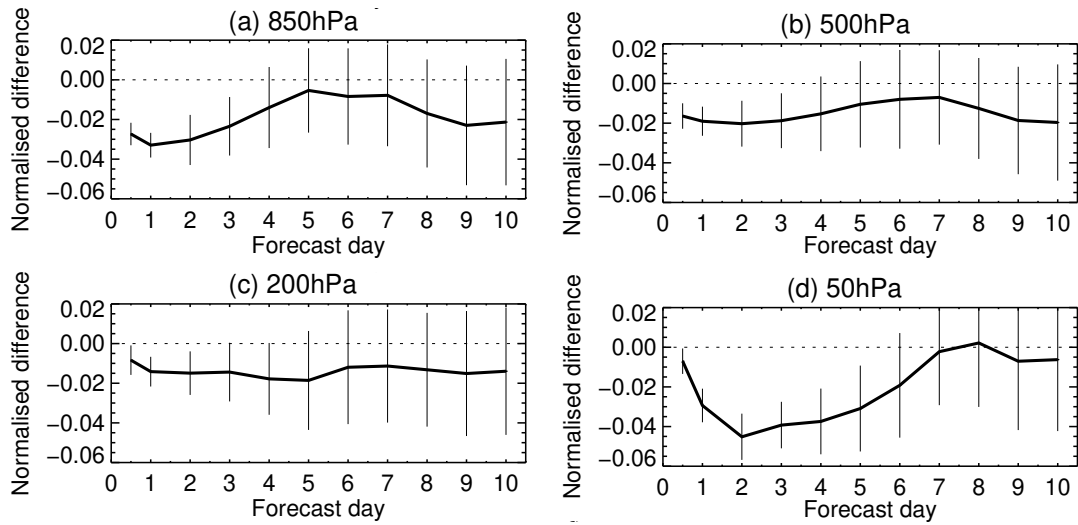 (a) 850hPa
Normalised difference
0.02
0.00
−0.02
−0.04
−0.06
0 1 2 3 4 5 6 7 8 9 10
Forecast day
(b) 500hPa
Normalised difference
0.02
0.00
−0.02
−0.04
−0.06
0 1 2 3 4 5 6 7 8 9 10
Forecast day
(c) 200hPa
Normalised difference
0.02
0.00
−0.02
−0.04
−0.06
0 1 2 3 4 5 6 7 8 9 10
Forecast day
(d) 50hPa
Normalised difference
0.02
0.00
−0.02
−0.04
−0.06
0 1 2 3 4 5 6 7 8 9 10
Forecast day